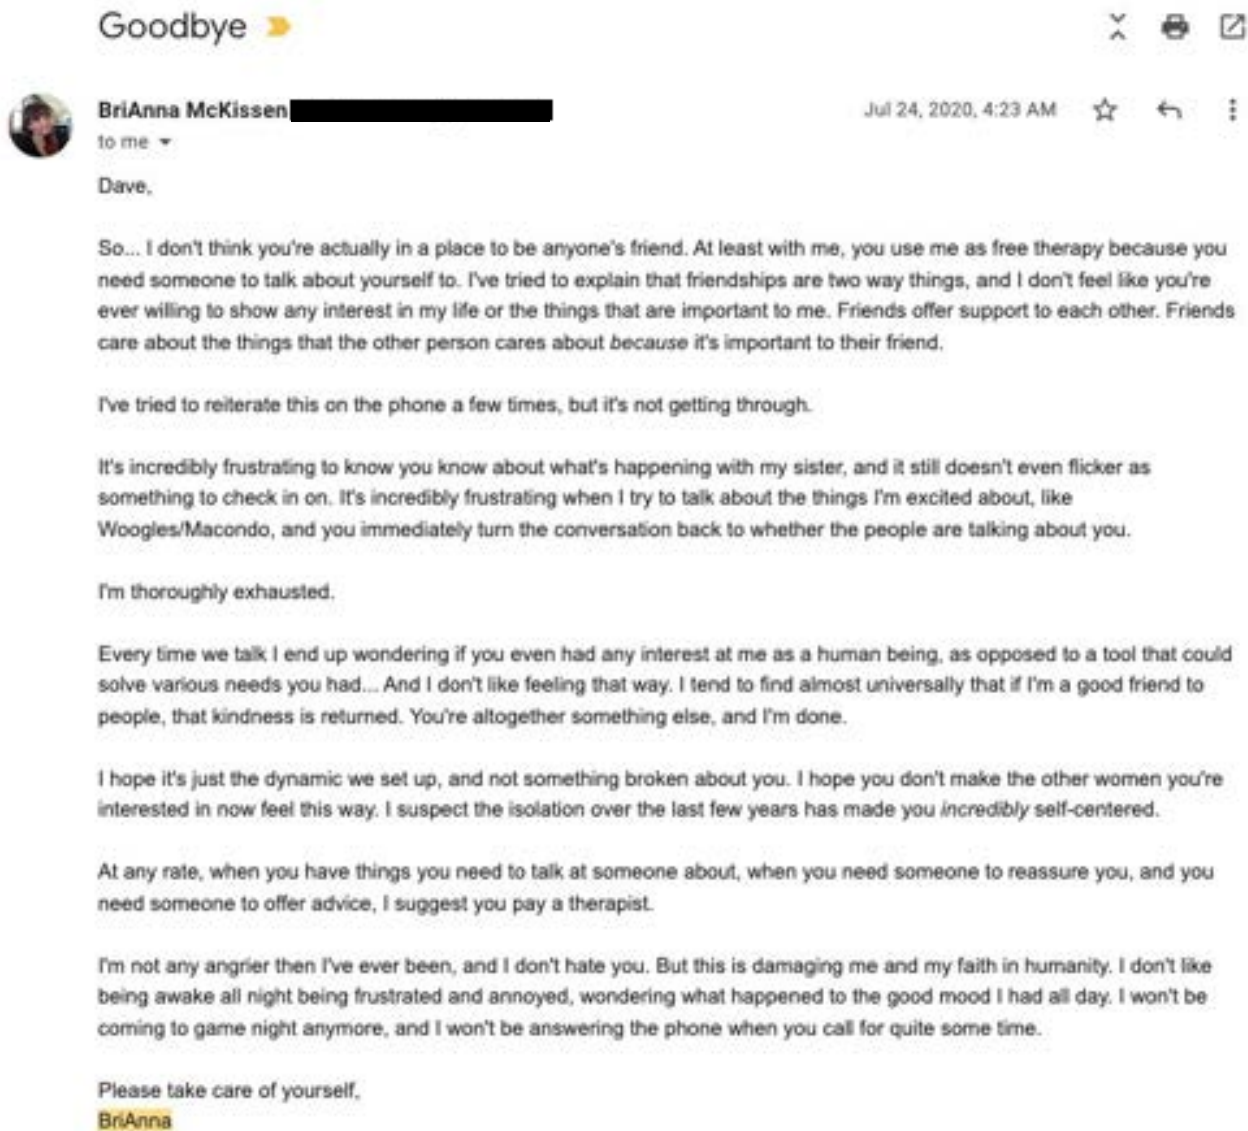 Goodbye
BriAnna McKissen
Jul 24, 2020, 4:23 AM
to me
Dave,
So... I don't think you're actually in a place to be anyone's friend. At least with me, you use me as free therapy because you
need someone to talk about yourself to. I've tried to explain that friendships are two way things, and I don't feel like you're
ever willing to show any interest in my life or the things that are important to me. Friends offer support to each other. Friends
care about the things that the other person cares about because it's important to their friend.
I've tried to reiterate this on the phone a few times, but it's not getting through.
It's incredibly frustrating to know you know about what's happening with my sister, and it still doesn't even flicker as
something to check in on. It's incredibly frustrating when I try to talk about the things I'm excited about, like
Woogles/Macondo, and you immediately turn the conversation back to whether the people are talking about you.
I'm thoroughly exhausted.
Every time we talk I end up wondering if you even had any interest at me as a human being, as opposed to a tool that could
solve various needs you had... And I don't like feeling that way. I tend to find almost universally that if I'm a good friend to
people, that kindness is returned. You're altogether something else, and I'm done.
I hope it's just the dynamic we set up, and not something broken about you. I hope you don't make the other women you're
interested in now feel this way. I suspect the isolation over the last few years has made you incredibly self-centered.
At any rate, when you have things you need to talk at someone about, when you need someone to reassure you, and you
need someone to offer advice, I suggest you pay a therapist.
I'm not any angrier then I've ever been, and I don't hate you. But this is damaging me and my faith in humanity. I don't like
being awake all night being frustrated and annoyed, wondering what happened to the good mood I had all day. I won't be
coming to game night anymore, and I won't be answering the phone when you call for quite some time.
Please take care of yourself,
BriAnna